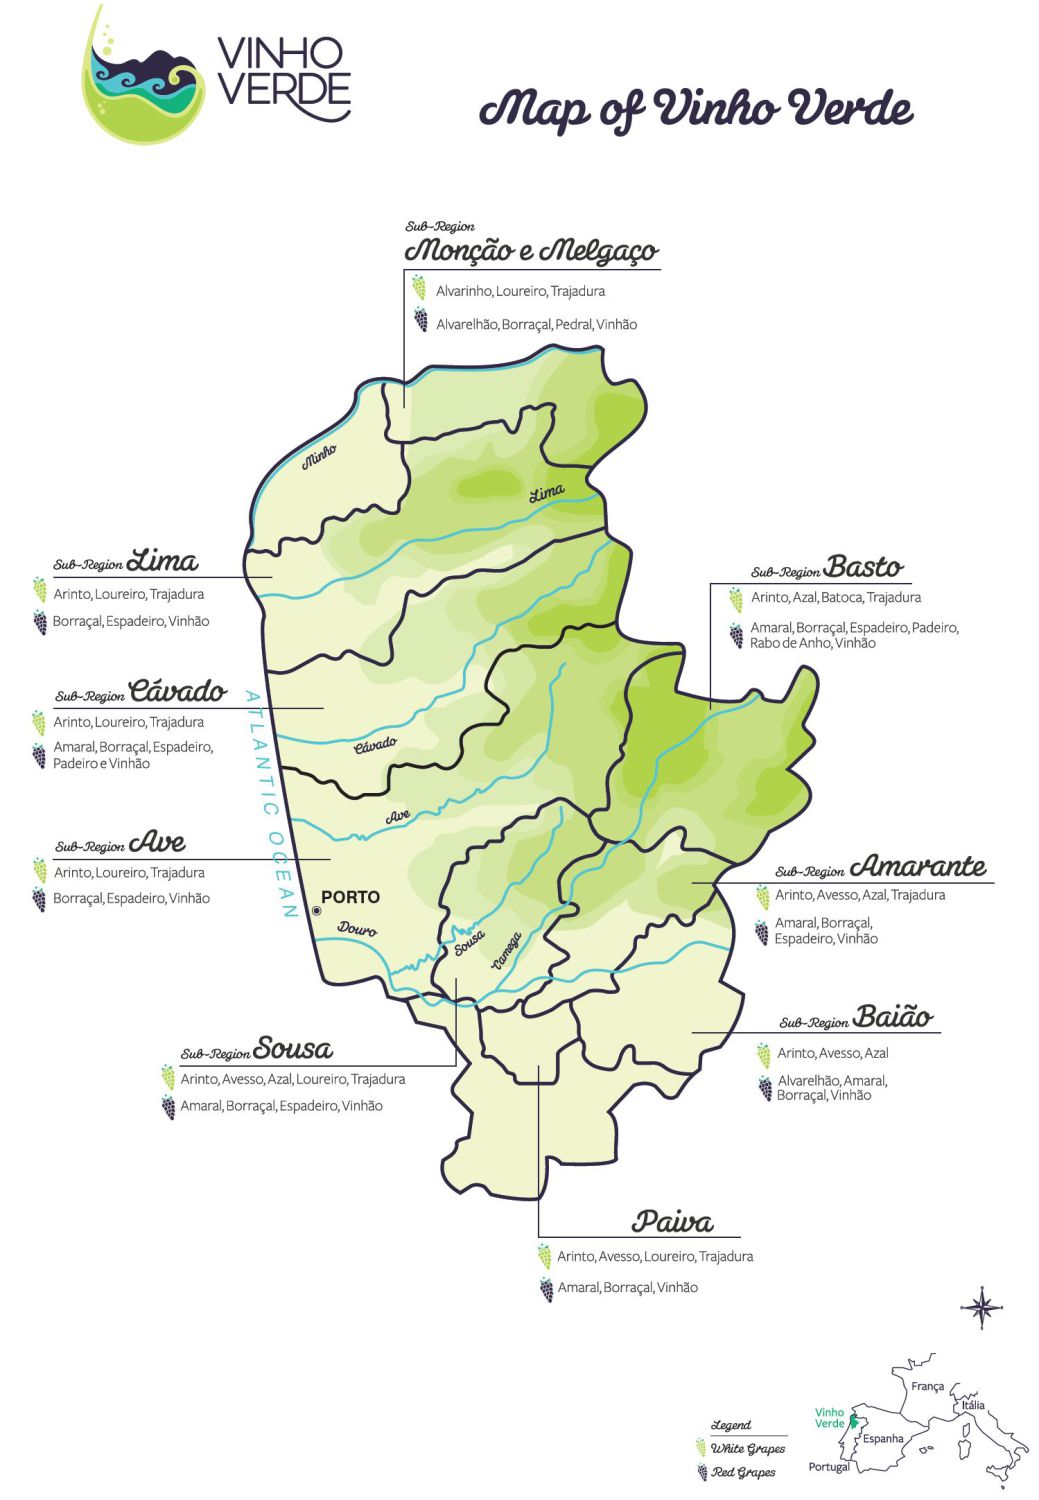 VINHO
VERDE
Map of Vinho Verde
Sub-Region
Monção e Melgaço
Alvarinho, Loureiro, Trajadura
Alvarelhão, Borraçal, Pedral, Vinhão
Minho
Lima
Sub-Region Lima
Arinto, Loureiro, Trajadura
Borraçal, Espadeiro, Vinhão
Sub-Region Basto
Arinto, Azal, Batoca, Trajadura
Amaral, Borraçal, Espadeiro, Padeiro,
Rabo de Anho, Vinhão
Sub-Region Cávado
Arinto, Loureiro, Trajadura
Amaral, Borraçal, Espadeiro,
Padeiro e Vinhão
ATLANTIC OCEAN
Cávado
Ave
Sub-Region Ave
Arinto, Loureiro, Trajadura
Borraçal, Espadeiro, Vinhão
PORTO
Douro
Sousa
Tamega
Sub-Region Amarante
Arinto, Avesso, Azal, Trajadura
Amaral, Borraçal,
Espadeiro, Vinhão
Sub-Region Baião
Arinto, Avesso, Azal
Alvarelhão, Amaral,
Borraçal, Vinhão
Sub-Region Sousa
Arinto, Avesso, Azal, Loureiro, Trajadura
Amaral, Borraçal, Espadeiro, Vinhão
Paiva
Arinto, Avesso, Loureiro, Trajadura
Amaral, Borraçal, Vinhão
Legend
White Grapes
Red Grapes
França
Itália
Vinho
Verde
Espanha
Portugal